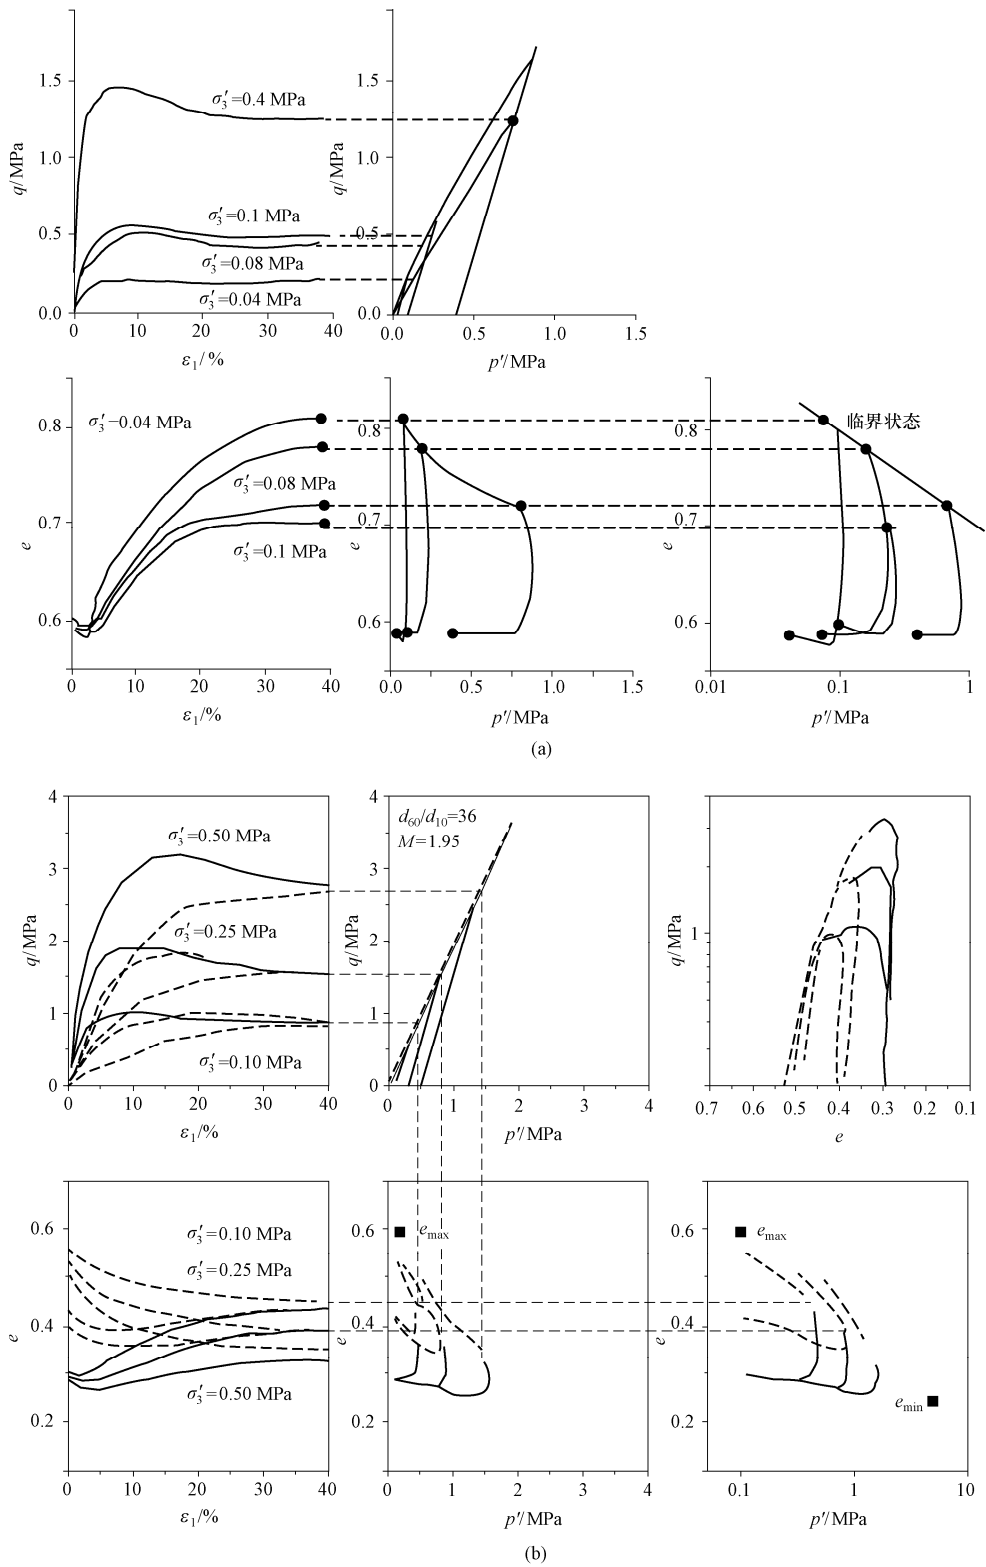 1.5
1.0
0.5
0.0
q/MPa
σ′3=0.4 MPa
σ′3=0.1 MPa
σ′3=0.08 MPa
σ′3=0.04 MPa
0 10 20 30 40
ε1/%
1.5
1.0
0.5
0.0
q/MPa
0 0.5 1.0 1.5
p′/MPa
0.8
0.7
0.6
e
σ′3=0.04 MPa
σ′3=0.08 MPa
σ′3=0.1 MPa
0 10 20 30 40
ε1/%
0.8
0.7
0.6
e
0.0 0.5 1.0 1.5
p′/MPa
0.8
0.7
0.6
e
临界状态
0.01 0.1 1
p′/MPa
(a)
4
3
2
1
0
q/MPa
σ′3=0.50 MPa
σ′3=0.25 MPa
σ′3=0.10 MPa
0 10 20 30 40
ε1/%
4
3
2
1
0
q/MPa
d60/d10=36
M=1.95
0 1 2 3 4
p′/MPa
1
q/MPa
0.7 0.6 0.5 0.4 0.3 0.2 0.1
e
0.6
0.4
0.2
e
σ′3=0.10 MPa
σ′3=0.25 MPa
σ′3=0.50 MPa
0 10 20 30 40
ε1/%
0.6
0.4
0.2
e
emax
0 1 2 3 4
p′/MPa
0.6
0.4
0.2
e
emax
emin
0.1 1 10
p′/MPa
(b)